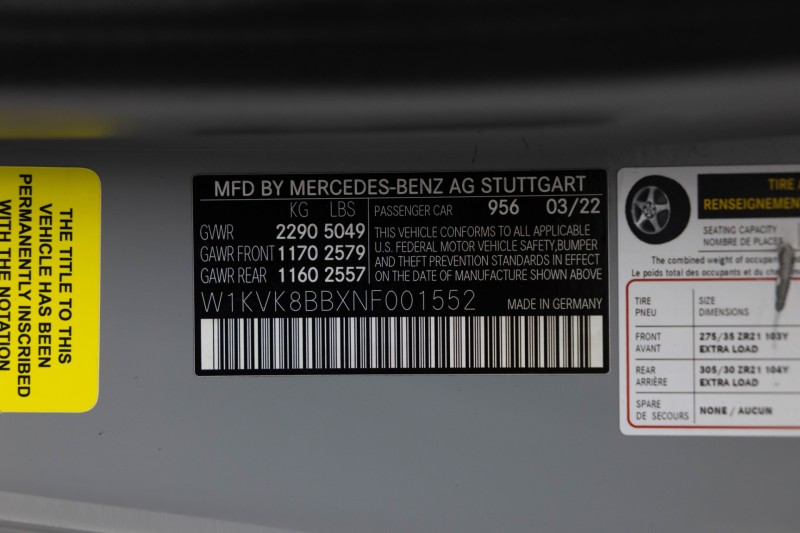 THE TITLE TO THIS
VEHICLE HAS BEEN
PERMANENTLY INSCRIBED
WITH THE NOTATION
MFD BY MERCEDES-BENZ AG STUTTGART
KG LBS
GVWR 2290 5049
GAWR FRONT 1170 2579
GAWR REAR 1160 2557
PASSENGER CAR 956 03/22
THIS VEHICLE CONFORMS TO ALL APPLICABLE
U.S. FEDERAL MOTOR VEHICLE SAFETY,BUMPER
AND THEFT PREVENTION STANDARDS IN EFFECT
ON THE DATE OF MANUFACTURE SHOWN ABOVE
W1KVK8BBXNF001552 MADE IN GERMANY
TIRE
RENSEIGNEMENT
SEATING CAPACITY
NOMBRE DE PLACES
The combined weight of
Le poids total des occupants et du
TIRE SIZE
PNEU DIMENSIONS
FRONT 275/35 ZR21 103Y
AVANT EXTRA LOAD
REAR 305/30 ZR21 104Y
ARRIÈRE EXTRA LOAD
SPARE NONE / AUCUN
DE SECOURS